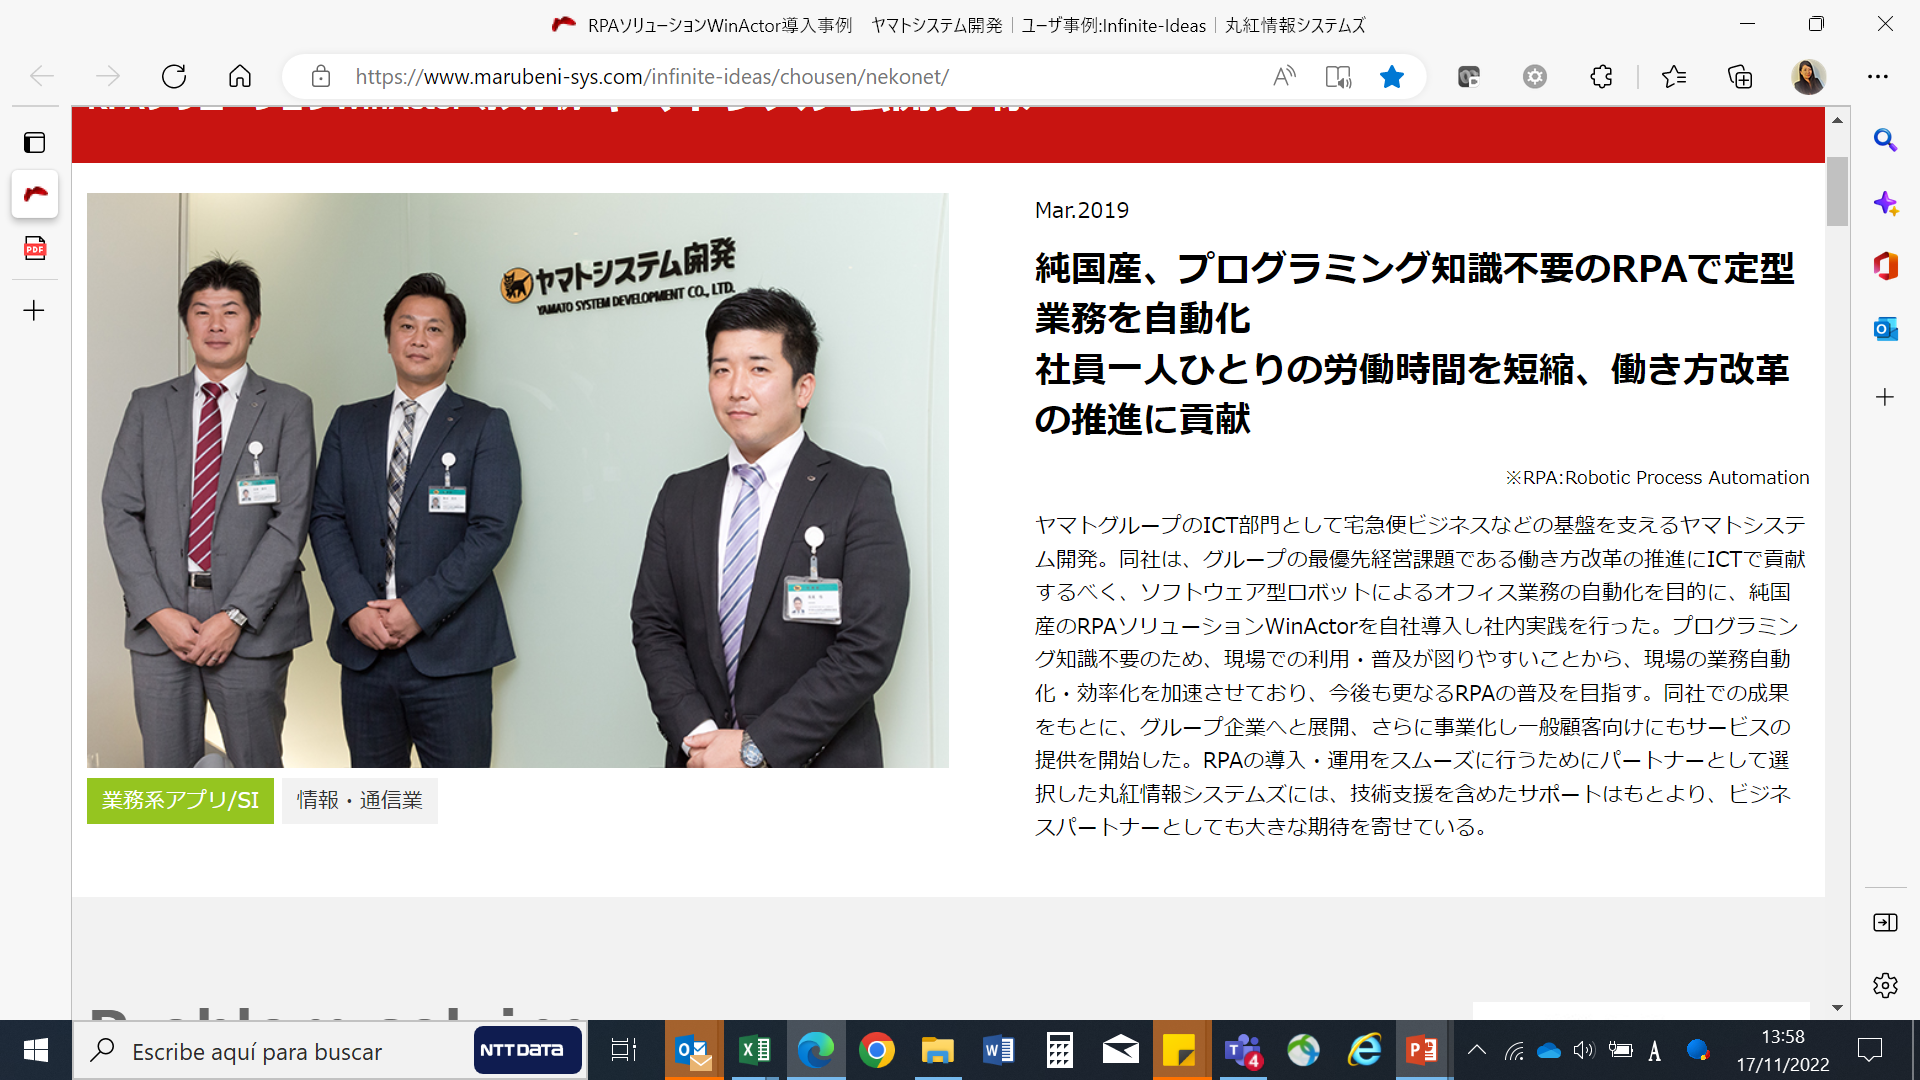 RPAソリューションWinActor導入事例　ヤマトシステム開発｜ユーザ事例:Infinite-Ideas｜丸紅情報システムズ
https://www.marubeni-sys.com/infinite-ideas/chousen/nekonet/
ヤマトシステム開発
YAMATO SYSTEM DEVELOPMENT CO., LTD.
業務系アプリ/SI
情報・通信業
Mar.2019
純国産、プログラミング知識不要のRPAで定型
業務を自動化
社員一人ひとりの労働時間を短縮、働き方改革
の推進に貢献
※RPA:Robotic Process Automation
ヤマトグループのICT部門として宅急便ビジネスなどの基盤を支えるヤマトシステ
ム開発。同社は、グループの最優先経営課題である働き方改革の推進にICTで貢献
するべく、ソフトウェア型ロボットによるオフィス業務の自動化を目的に、純国
産のRPAソリューションWinActorを自社導入し社内実践を行った。プログラミン
グ知識不要のため、現場での利用・普及が図りやすいことから、現場の業務自動
化・効率化を加速させており、今後も更なるRPAの普及を目指す。同社での成果
をもとに、グループ企業へと展開、さらに事業化し一般顧客向けにもサービスの
提供を開始した。RPAの導入・運用をスムーズに行うためにパートナーとして選
択した丸紅情報システムズには、技術支援を含めたサポートはもとより、ビジネ
スパートナーとしても大きな期待を寄せている。
Escribe aquí para buscar
NTT DATA
4
13:58
17/11/2022